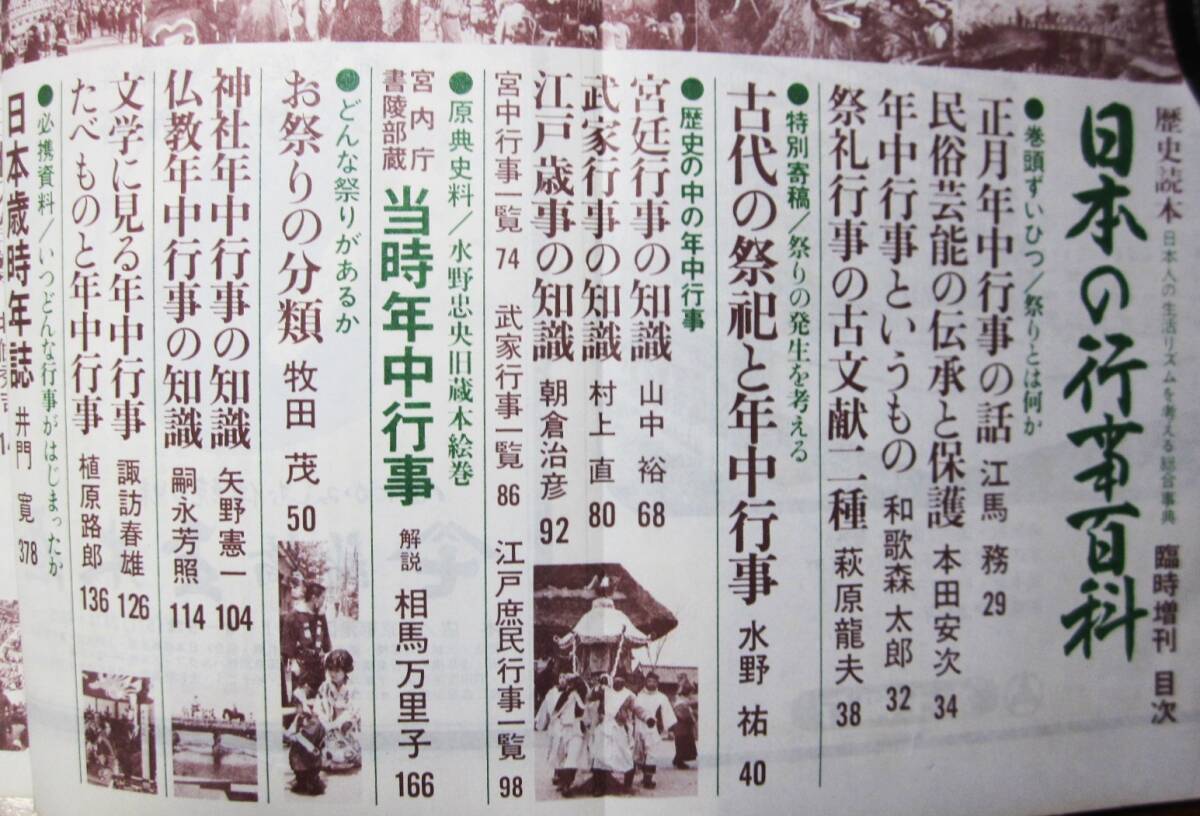 歴史読本 日本人の生活リズムを考える総合事典 臨時増刊 目次
日本の行事百科
●巻頭ずいひつ/祭りとは何か
正月年中行事の話 江馬 務 29
民俗芸能の伝承と保護 本田安次 34
年中行事というもの 和歌森太郎 32
祭礼行事の古文献二種 萩原龍夫 38
●特別寄稿/祭りの発生を考える
古代の祭祀と年中行事 水野 祐 40
●歴史の中の年中行事
宮廷行事の知識 山中 裕 68
武家行事の知識 村上 直 80
江戸歳事の知識 朝倉治彦 92
宮中行事一覧 74 武家行事一覧 86 江戸庶民行事一覧 98
●原典史料/水野忠央旧蔵本絵巻
宮内庁書陵部蔵 当時年中行事 解説 相馬万里子 166
●どんな祭りがあるか
お祭りの分類 牧田 茂 50
神社年中行事の知識 矢野憲一 104
仏教年中行事の知識 嗣永芳照 114
文学に見る年中行事 諏訪春雄 126
たべものと年中行事 植原路郎 136
●必携資料/いつどんな行事がはじまったか
日本歳時年誌 井門 寛 378